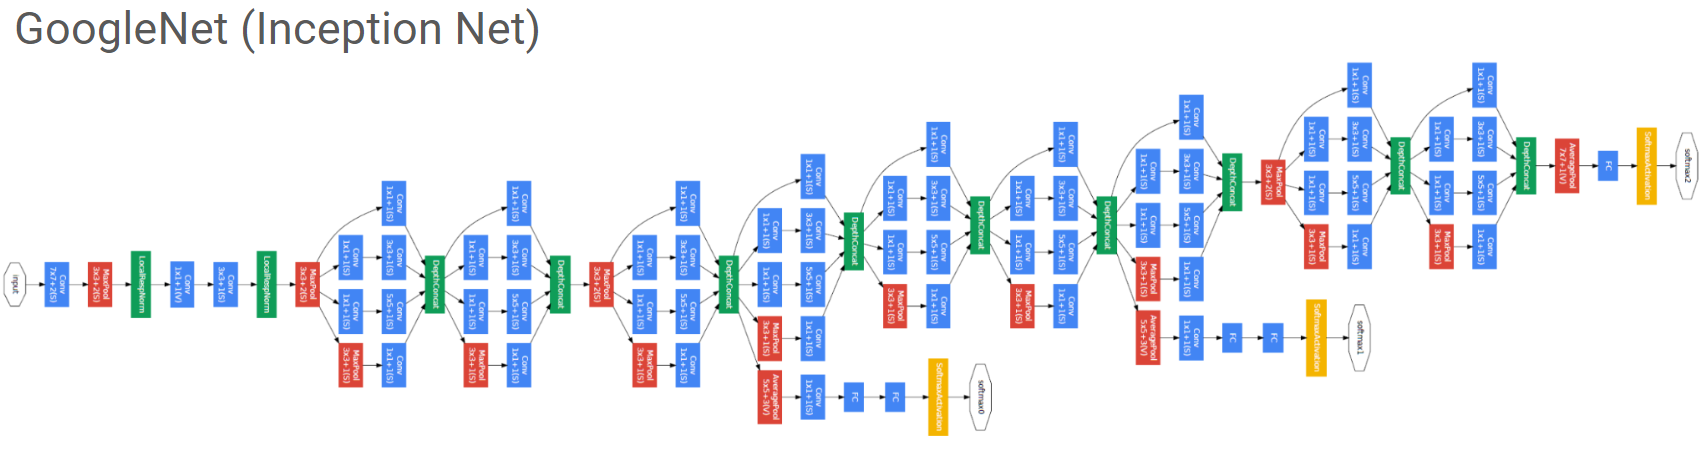 GoogleNet (Inception Net)
input
Conv
7x7+2(S)
MaxPool
3x3+2(S)
LocalRespNorm
Conv
1x1+1(V)
Conv
3x3+1(S)
LocalRespNorm
MaxPool
3x3+2(S)
Conv
1x1+1(S)
Conv
1x1+1(S)
MaxPool
3x3+1(S)
Conv
1x1+1(S)
Conv
3x3+1(S)
Conv
5x5+1(S)
Conv
1x1+1(S)
DepthConcat
Conv
1x1+1(S)
Conv
1x1+1(S)
MaxPool
3x3+1(S)
Conv
1x1+1(S)
Conv
3x3+1(S)
Conv
5x5+1(S)
Conv
1x1+1(S)
DepthConcat
MaxPool
3x3+2(S)
Conv
1x1+1(S)
Conv
1x1+1(S)
MaxPool
3x3+1(S)
Conv
1x1+1(S)
Conv
3x3+1(S)
Conv
5x5+1(S)
Conv
1x1+1(S)
DepthConcat
Conv
1x1+1(S)
Conv
1x1+1(S)
MaxPool
3x3+1(S)
Conv
1x1+1(S)
Conv
3x3+1(S)
Conv
5x5+1(S)
Conv
1x1+1(S)
DepthConcat
AveragePool
5x5+3(V)
Conv
1x1+1(S)
FC
FC
SoftmaxActivation
softmax0
Conv
1x1+1(S)
Conv
1x1+1(S)
MaxPool
3x3+1(S)
Conv
1x1+1(S)
Conv
3x3+1(S)
Conv
5x5+1(S)
Conv
1x1+1(S)
DepthConcat
Conv
1x1+1(S)
Conv
1x1+1(S)
MaxPool
3x3+1(S)
Conv
1x1+1(S)
Conv
3x3+1(S)
Conv
5x5+1(S)
Conv
1x1+1(S)
DepthConcat
Conv
1x1+1(S)
Conv
1x1+1(S)
MaxPool
3x3+1(S)
Conv
1x1+1(S)
Conv
3x3+1(S)
Conv
5x5+1(S)
Conv
1x1+1(S)
DepthConcat
AveragePool
5x5+3(V)
Conv
1x1+1(S)
FC
FC
SoftmaxActivation
softmax1
MaxPool
3x3+2(S)
Conv
1x1+1(S)
Conv
1x1+1(S)
MaxPool
3x3+1(S)
Conv
1x1+1(S)
Conv
3x3+1(S)
Conv
5x5+1(S)
Conv
1x1+1(S)
DepthConcat
Conv
1x1+1(S)
Conv
1x1+1(S)
MaxPool
3x3+1(S)
Conv
1x1+1(S)
Conv
3x3+1(S)
Conv
5x5+1(S)
Conv
1x1+1(S)
DepthConcat
AveragePool
7x7+1(V)
FC
SoftmaxActivation
softmax2